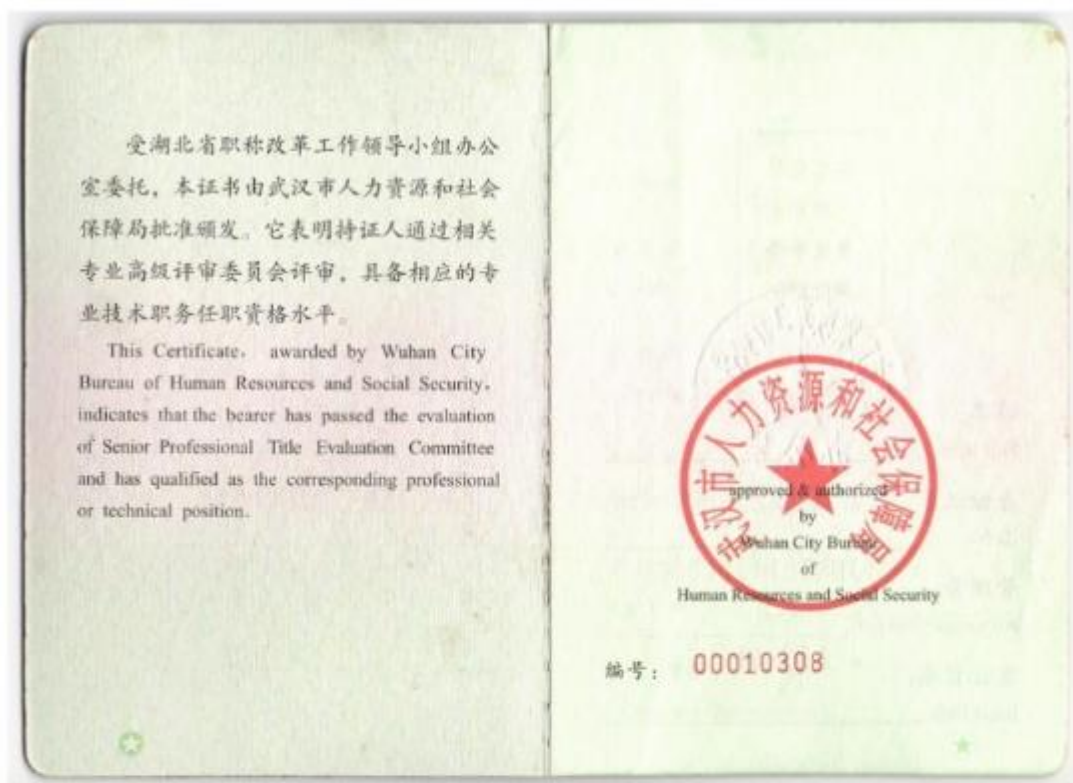 受湖北省职称改革工作领导小组办公
室委托，本证书由武汉市人力资源和社会
保障局批准颁发。它表明持证人通过相关
专业高级评审委员会评审，具备相应的专
业技术职务任职资格水平。
This Certificate, awarded by Wuhan City
Bureau of Human Resources and Social Security,
indicates that the bearer has passed the evaluation
of Senior Professional Title Evaluation Committee
and has qualified as the corresponding professional
or technical position.
武汉市人力资源和社会保障局
approved & authorized
by
Wuhan City Bureau
of
Human Resources and Social Security
编号： 00010308